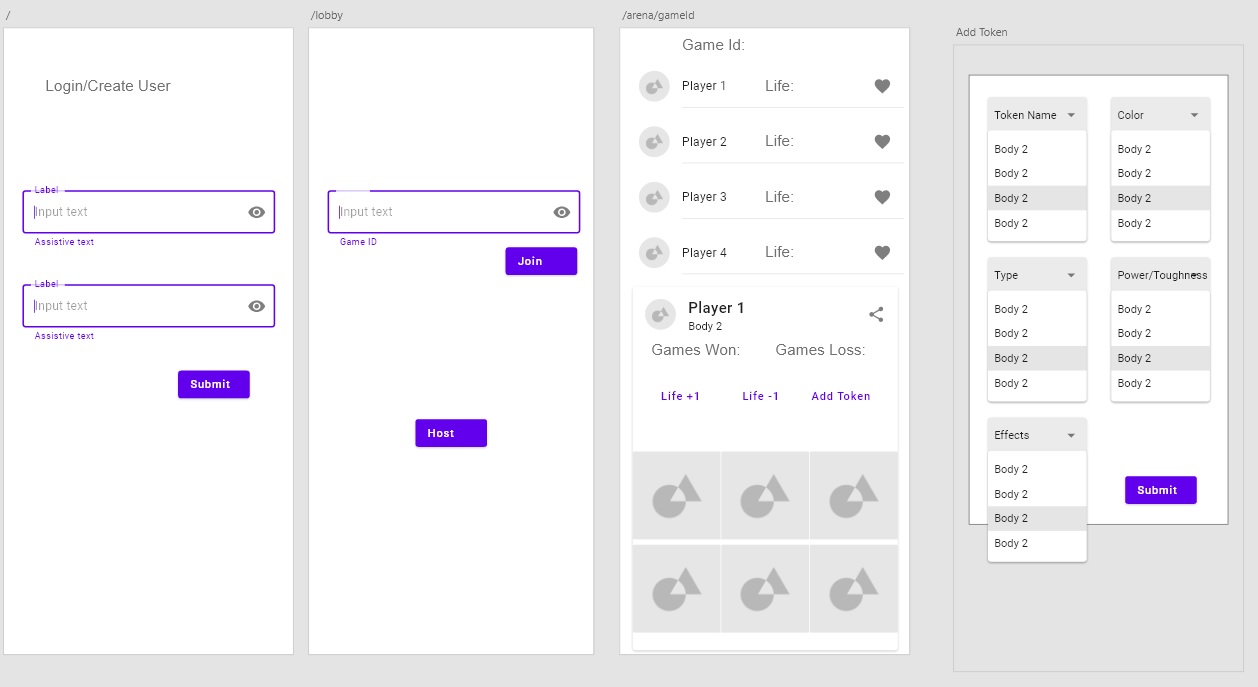 /
Login/Create User
Label
Input text
Assistive text
Label
Input text
Assistive text
Submit
/lobby
Input text
Game ID
Join
Host
/arena/gameId
Game Id:
Player 1 Life:
Player 2 Life:
Player 3 Life:
Player 4 Life:
Player 1
Body 2
Games Won: Games Loss:
Life +1 Life -1 Add Token
Add Token
Token Name
Body 2
Body 2
Body 2
Body 2
Color
Body 2
Body 2
Body 2
Body 2
Type
Body 2
Body 2
Body 2
Body 2
Power/Toughness
Body 2
Body 2
Body 2
Body 2
Effects
Body 2
Body 2
Body 2
Body 2
Submit